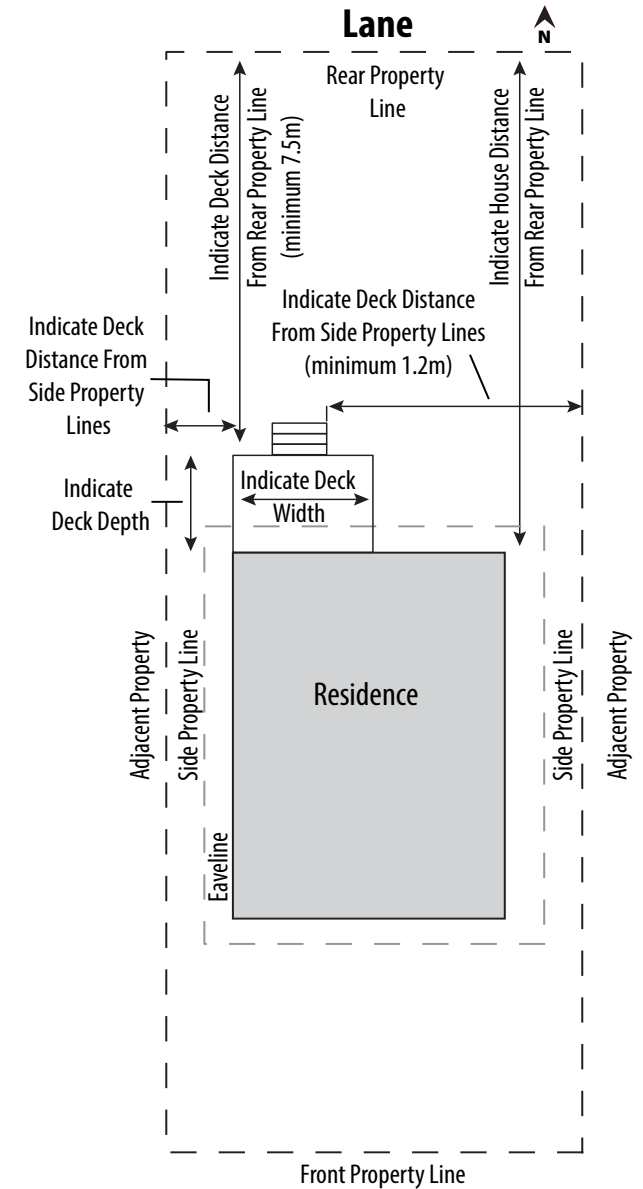 Lane
N
Rear Property
Line
Indicate Deck Distance
From Rear Property Line
(minimum 7.5m)
Indicate House Distance
From Rear Property Line
Indicate Deck Distance
From Side Property Lines
(minimum 1.2m)
Indicate Deck
Distance From
Side Property
Lines
Indicate
Deck Depth
Indicate Deck
Width
Adjacent Property
Side Property Line
Residence
Side Property Line
Adjacent Property
Eaveline
Front Property Line